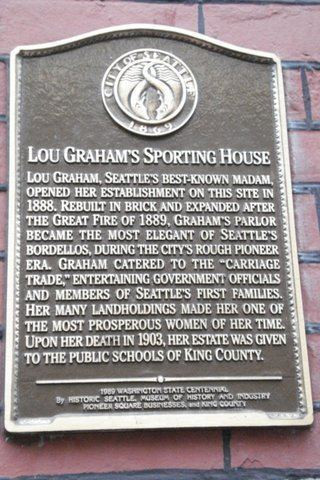 CITY OF SEATTLE
1869
LOU GRAHAM'S SPORTING HOUSE
LOU GRAHAM, SEATTLE'S BEST-KNOWN MADAM,
OPENED HER ESTABLISHMENT ON THIS SITE IN
1888. REBUILT IN BRICK AND EXPANDED AFTER
THE GREAT FIRE OF 1889, GRAHAM'S PARLOR
BECAME THE MOST ELEGANT OF SEATTLE'S
BORDELLOS, DURING THE CITY'S ROUGH PIONEER
ERA. GRAHAM CATERED TO THE "CARRIAGE
TRADE," ENTERTAINING GOVERNMENT OFFICIALS
AND MEMBERS OF SEATTLE'S FIRST FAMILIES.
HER MANY LANDHOLDINGS MADE HER ONE OF
THE MOST PROSPEROUS WOMEN OF HER TIME.
UPON HER DEATH IN 1903, HER ESTATE WAS GIVEN
TO THE PUBLIC SCHOOLS OF KING COUNTY.
1989 WASHINGTON STATE CENTENNIAL
By HISTORIC SEATTLE, MUSEUM OF HISTORY AND INDUSTRY
PIONEER SQUARE BUSINESSES, and KING COUNTY